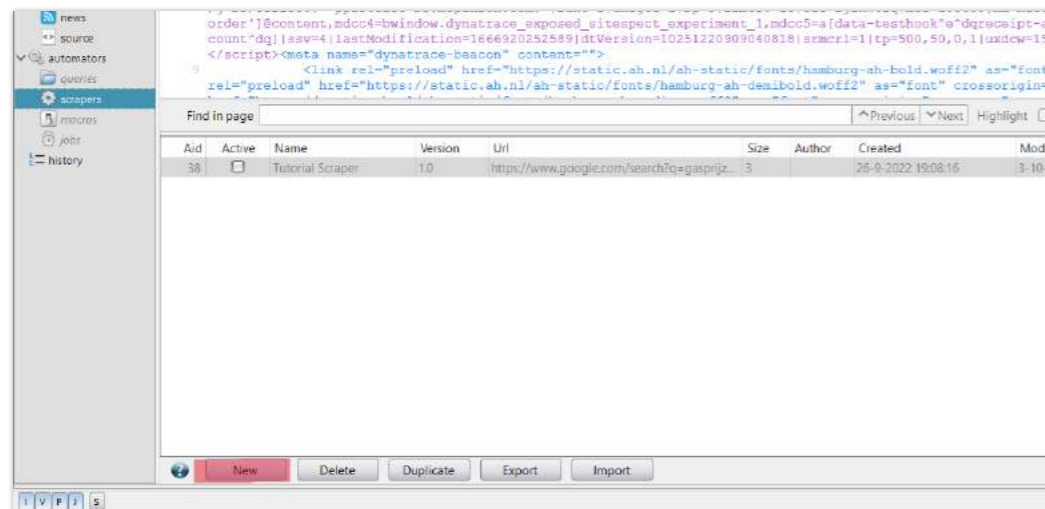 news
source
automators
queries
scrapers
macros
jobs
history
order']@content,mdcc4=bwindow.dynatrace_exposed_sitespect_experiment_1,mdcc5=a[data-testhook^e^dqreceipt-a
count^dq]|ssv=4|lastModification=1666920252589|dtVersion=10251220909040818|srmcrl=1|tp=500,50,0,1|uxdcw=15
</script><meta name="dynatrace-beacon" content="">
9 <link rel="preload" href="https://static.ah.nl/ah-static/fonts/hamburg-ah-bold.woff2" as="font
rel="preload" href="https://static.ah.nl/ah-static/fonts/hamburg-ah-demibold.woff2" as="font" crossorigin=
Find in page Previous Next Highlight
Aid Active Name Version Url Size Author Created Mod
38 Tutorial Scraper 1.0 https://www.google.com/search?q=gasprijz... 3 26-9-2022 19:08:16 3-10-
New Delete Duplicate Export Import
I V P J S